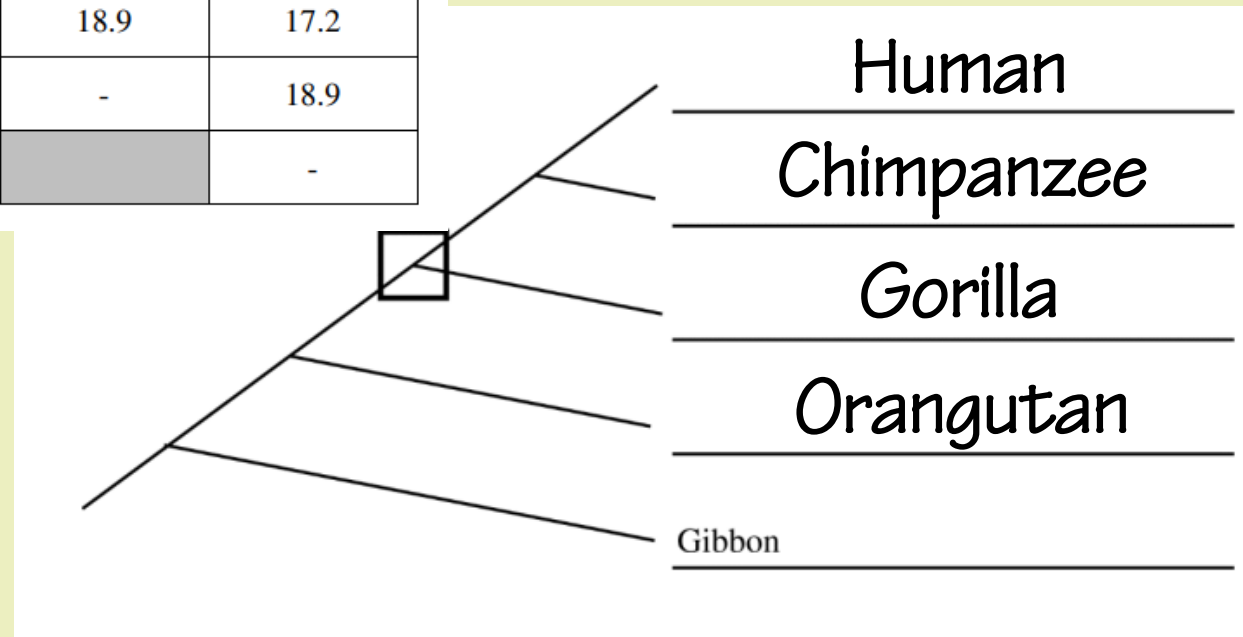 18.9 17.2
- 18.9
-
Human
Chimpanzee
Gorilla
Orangutan
Gibbon